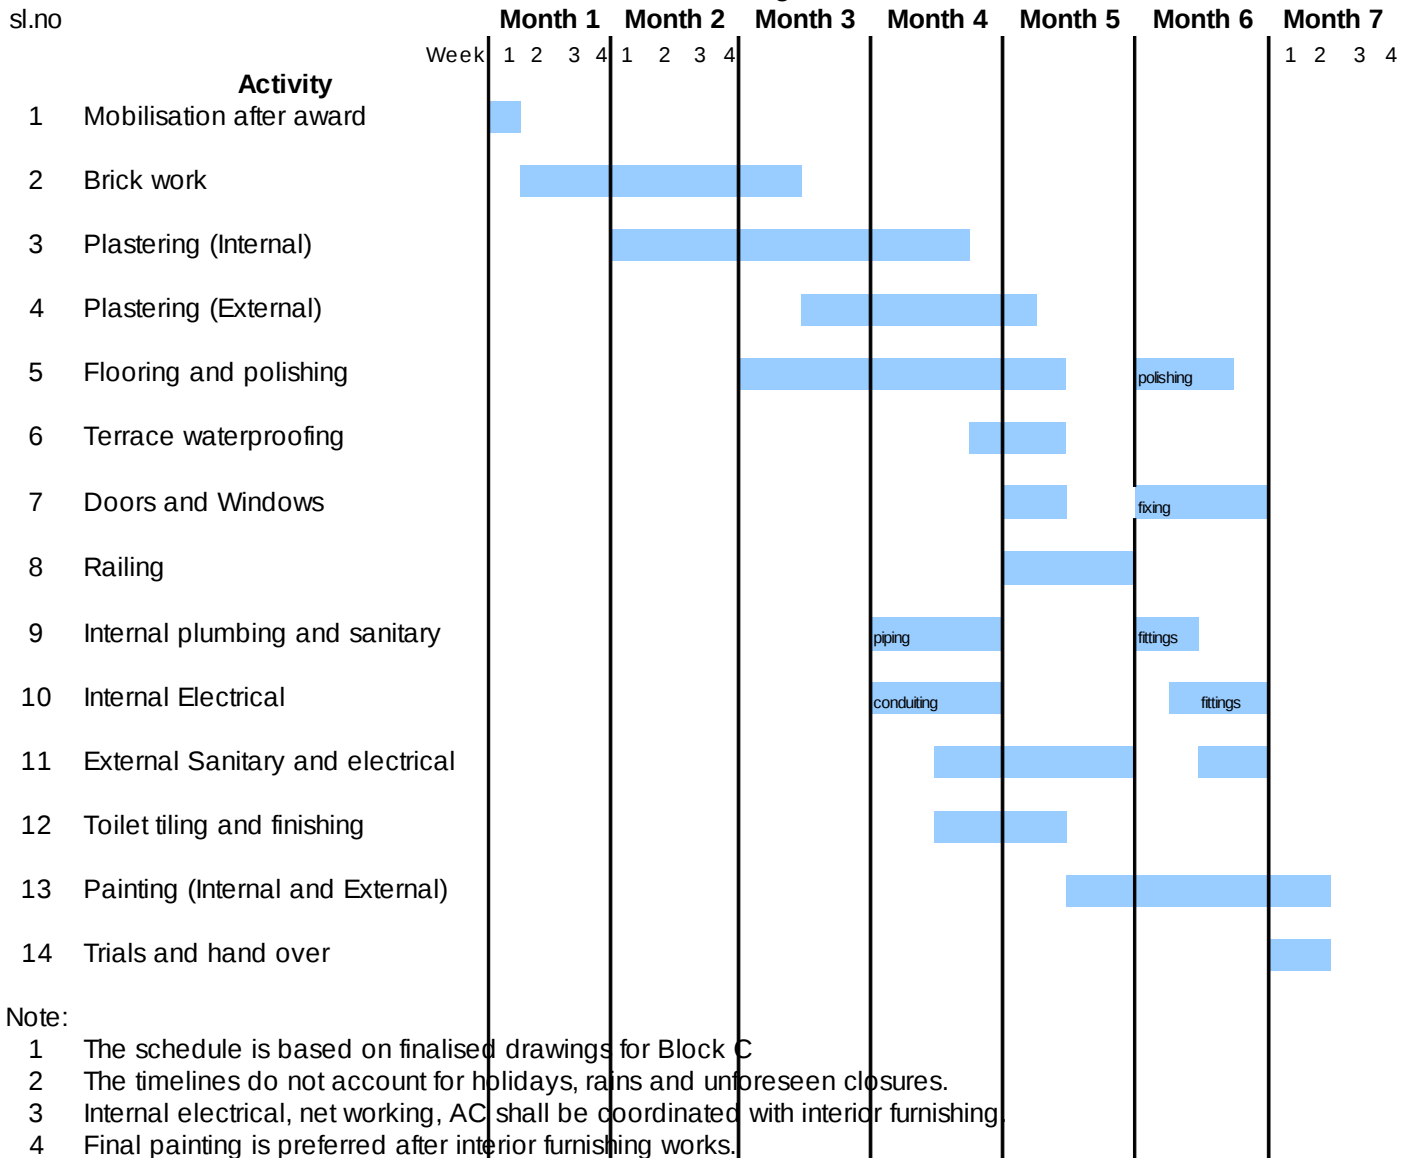 sl.no Month 1 Month 2 Month 3 Month 4 Month 5 Month 6 Month 7
Week 1 2 3 4 1 2 3 4 1 2 3 4
Activity
1 Mobilisation after award
2 Brick work
3 Plastering (Internal)
4 Plastering (External)
5 Flooring and polishing polishing
6 Terrace waterproofing
7 Doors and Windows fixing
8 Railing
9 Internal plumbing and sanitary piping fittings
10 Internal Electrical conduiting fittings
11 External Sanitary and electrical
12 Toilet tiling and finishing
13 Painting (Internal and External)
14 Trials and hand over
Note:
1 The schedule is based on finalised drawings for Block C
2 The timelines do not account for holidays, rains and unforeseen closures.
3 Internal electrical, net working, AC shall be coordinated with interior furnishing.
4 Final painting is preferred after interior furnishing works.